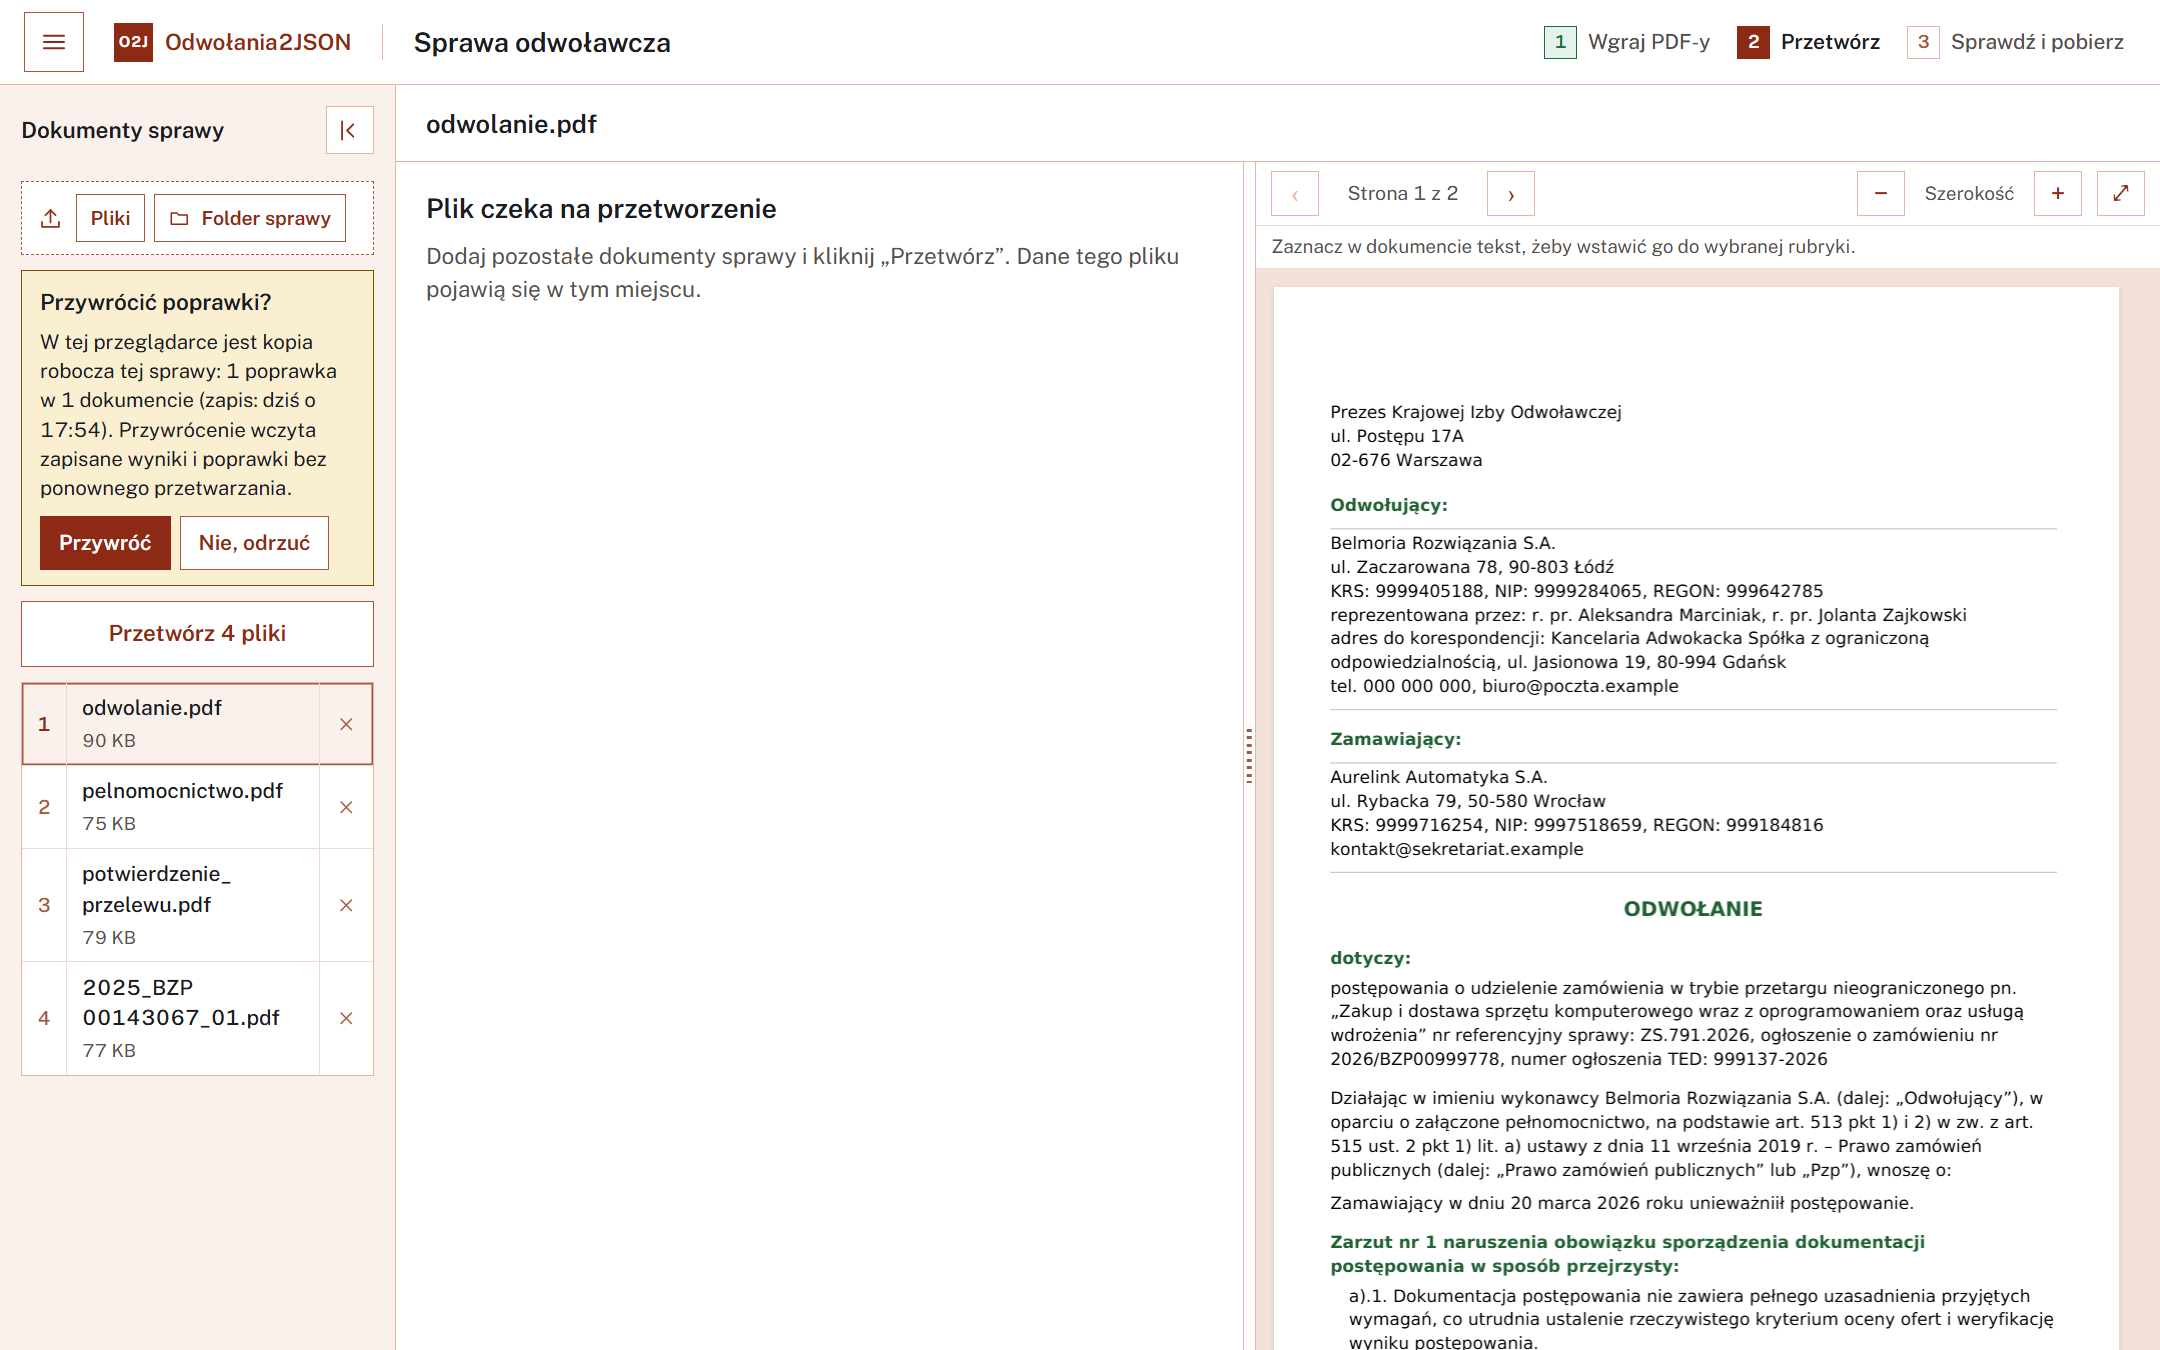 O2J Odwołania2JSON
Sprawa odwoławcza
1 Wgraj PDF-y
2 Przetwórz
3 Sprawdź i pobierz
Dokumenty sprawy
Pliki
Folder sprawy
Przywrócić poprawki?
W tej przeglądarce jest kopia
robocza tej sprawy: 1 poprawka
w 1 dokumencie (zapis: dziś o
17:54). Przywrócenie wczyta
zapisane wyniki i poprawki bez
ponownego przetwarzania.
Przywróć
Nie, odrzuć
Przetwórz 4 pliki
1
odwolanie.pdf
90 KB
2
pelnomocnictwo.pdf
75 KB
3
potwierdzenie_
przelewu.pdf
79 KB
4
2025_BZP
00143067_01.pdf
77 KB
odwolanie.pdf
Plik czeka na przetworzenie
Dodaj pozostałe dokumenty sprawy i kliknij „Przetwórz”. Dane tego pliku
pojawią się w tym miejscu.
Strona 1 z 2
Szerokość
Zaznacz w dokumencie tekst, żeby wstawić go do wybranej rubryki.
Prezes Krajowej Izby Odwoławczej
ul. Postępu 17A
02-676 Warszawa
Odwołujący:
Belmoria Rozwiązania S.A.
ul. Zaczarowana 78, 90-803 Łódź
KRS: 9999405188, NIP: 9999284065, REGON: 999642785
reprezentowana przez: r. pr. Aleksandra Marciniak, r. pr. Jolanta Zajkowski
adres do korespondencji: Kancelaria Adwokacka Spółka z ograniczoną
odpowiedzialnością, ul. Jasionowa 19, 80-994 Gdańsk
tel. 000 000 000, biuro@poczta.example
Zamawiający:
Aurelink Automatyka S.A.
ul. Rybacka 79, 50-580 Wrocław
KRS: 9999716254, NIP: 9997518659, REGON: 999184816
kontakt@sekretariat.example
ODWOŁANIE
dotyczy:
postępowania o udzielenie zamówienia w trybie przetargu nieograniczonego pn.
„Zakup i dostawa sprzętu komputerowego wraz z oprogramowaniem oraz usługą
wdrożenia” nr referencyjny sprawy: ZS.791.2026, ogłoszenie o zamówieniu nr
2026/BZP00999778, numer ogłoszenia TED: 999137-2026
Działając w imieniu wykonawcy Belmoria Rozwiązania S.A. (dalej: „Odwołujący”), w
oparciu o załączone pełnomocnictwo, na podstawie art. 513 pkt 1) i 2) w zw. z art.
515 ust. 2 pkt 1) lit. a) ustawy z dnia 11 września 2019 r. – Prawo zamówień
publicznych (dalej: „Prawo zamówień publicznych” lub „Pzp”), wnoszę o:
Zamawiający w dniu 20 marca 2026 roku unieważnił postępowanie.
Zarzut nr 1 naruszenia obowiązku sporządzenia dokumentacji
postępowania w sposób przejrzysty:
a).1. Dokumentacja postępowania nie zawiera pełnego uzasadnienia przyjętych
wymagań, co utrudnia ustalenie rzeczywistego kryterium oceny ofert i weryfikację
wyniku postępowania.